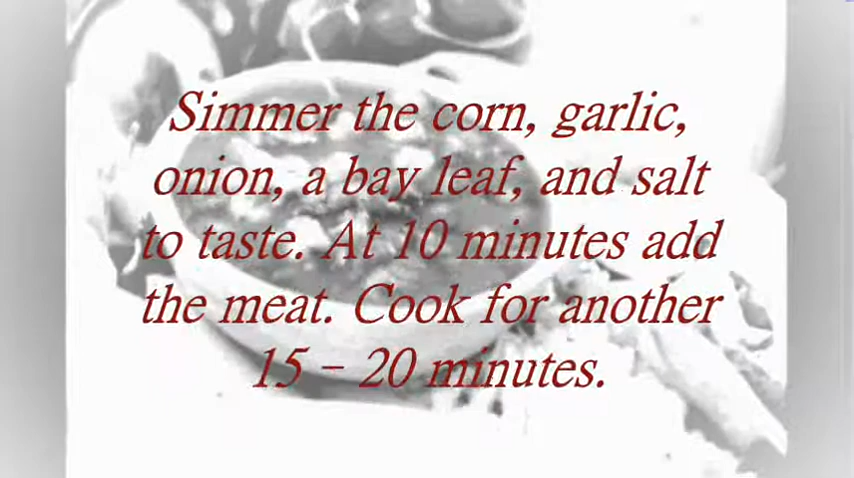 Simmer the corn, garlic,
onion, a bay leaf, and salt
to taste. At 10 minutes add
the meat. Cook for another
15 – 20 minutes.